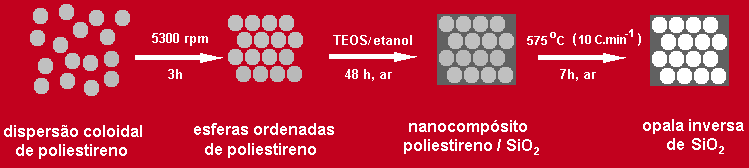 5300 rpm
3h
TEOS/etanol
48 h, ar
575°C (10 C.min⁻¹)
7h, ar
dispersão coloidal
de poliestireno
esferas ordenadas
de poliestireno
nanocompósito
poliestireno / SiO₂
opala inversa
de SiO₂